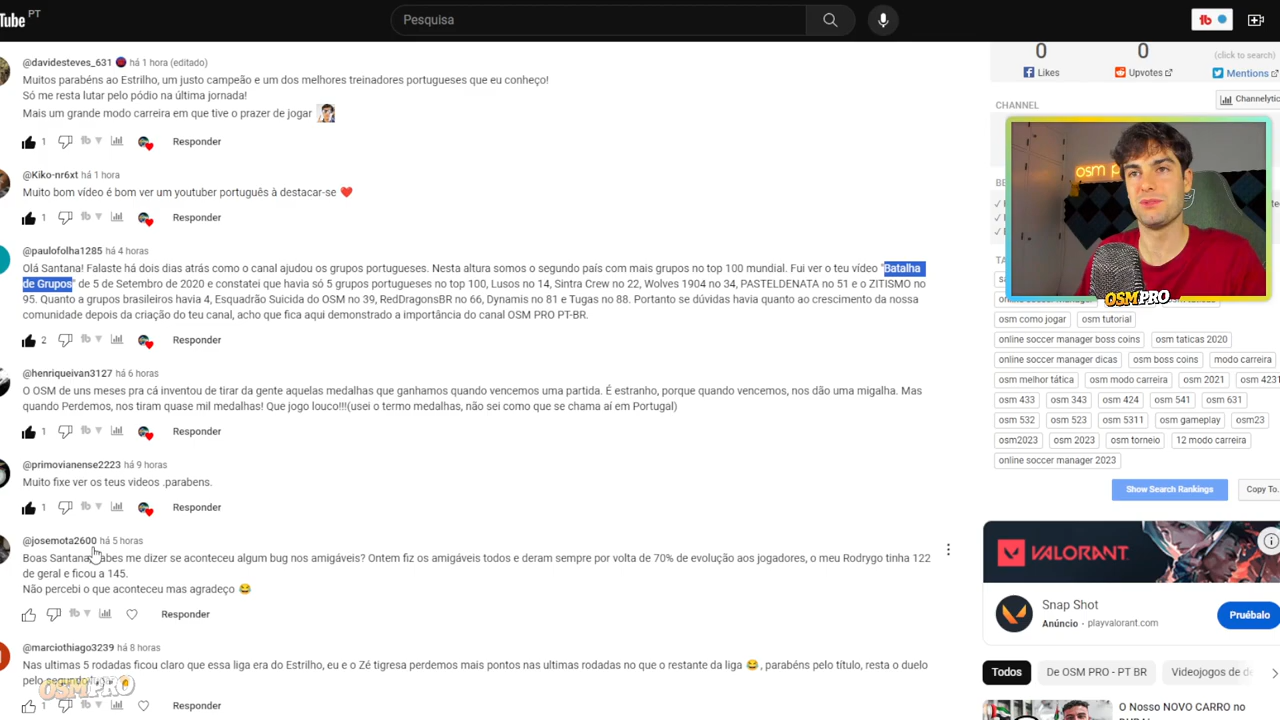 Tube PT
Pesquisa
@davidesteves_631 há 1 hora (editado)
Muitos parabéns ao Estrilho, um justo campeão e um dos melhores treinadores portugueses que eu conheço!
Só me resta lutar pelo pódio na última jornada!
Mais um grande modo carreira em que tive o prazer de jogar
1 Responder
@Kiko-nr6xt há 1 hora
Muito bom vídeo é bom ver um youtuber português à destacar-se ❤️
1 Responder
@paulofolha1285 há 4 horas
Olá Santana! Falaste há dois dias atrás como o canal ajudou os grupos portugueses. Nesta altura somos o segundo país com mais grupos no top 100 mundial. Fui ver o teu vídeo "Batalha
de Grupos" de 5 de Setembro de 2020 e constatei que havia só 5 grupos portugueses no top 100, Lusos no 14, Sintra Crew no 22, Wolves 1904 no 34, PASTELDENATA no 51 e o ZITISMO no
95. Quanto a grupos brasileiros havia 4, Esquadrão Suicida do OSM no 39, RedDragonsBR no 66, Dynamis no 81 e Tugas no 88. Portanto se dúvidas havia quanto ao crescimento da nossa
comunidade depois da criação do teu canal, acho que fica aqui demonstrado a importância do canal OSM PRO PT-BR.
2 Responder
@henriqueivan3127 há 6 horas
O OSM de uns meses pra cá inventou de tirar da gente aquelas medalhas que ganhamos quando vencemos uma partida. É estranho, porque quando vencemos, nos dão uma migalha. Mas
quando Perdemos, nos tiram quase mil medalhas! Que jogo louco!!!(usei o termo medalhas, não sei como que se chama aí em Portugal)
1 Responder
@primovianense2223 há 9 horas
Muito fixe ver os teus videos .parabens.
1 Responder
@josemota2600 há 5 horas
Boas Santana, sabes me dizer se aconteceu algum bug nos amigáveis? Ontem fiz os amigáveis todos e deram sempre por volta de 70% de evolução aos jogadores, o meu Rodrygo tinha 122
de geral e ficou a 145.
Não percebi o que aconteceu mas agradeço 😂
Responder
@marciothiago3239 há 8 horas
Nas ultimas 5 rodadas ficou claro que essa liga era do Estrilho, eu e o Zé tigresa perdemos mais pontos nas ultimas rodadas no que o restante da liga 😂, parabéns pelo título, resta o duelo
pelo segundo
OSMPRO
1 Responder
0 0 (click to search)
Likes Upvotes Mentions
CHANNEL Channelytic
osm p
OSMPRO
osm como jogar osm tutorial
online soccer manager boss coins osm taticas 2020
online soccer manager dicas osm boss coins modo carreira
osm melhor tática osm modo carreira osm 2021 osm 4231
osm 433 osm 343 osm 424 osm 541 osm 631
osm 532 osm 523 osm 5311 osm gameplay osm23
osm2023 osm 2023 osm torneio 12 modo carreira
online soccer manager 2023
Show Search Rankings Copy To.
VALORANT
Snap Shot
Anúncio · playvalorant.com
Pruébalo
Todos De OSM PRO - PT BR Videojogos de de
O Nosso NOVO CARRO no